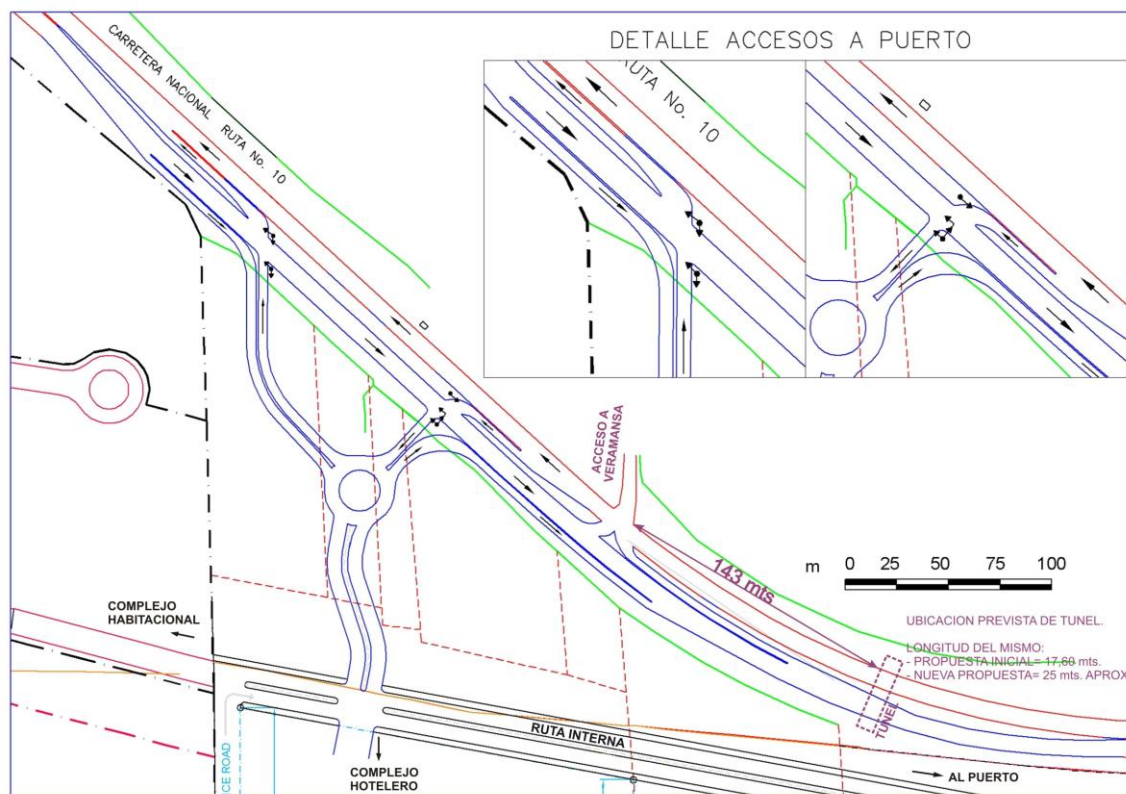 DETALLE ACCESOS A PUERTO
CARRETERA NACIONAL RUTA No. 10
RUTA No. 10
ACCESO A
VERAMANSA
143 mts
m 0 25 50 75 100
UBICACION PREVISTA DE TUNEL.
LONGITUD DEL MISMO:
- PROPUESTA INICIAL= 17,60 mts.
- NUEVA PROPUESTA= 25 mts. APROX
TUNEL
COMPLEJO
HABITACIONAL
RUTA INTERNA
ICE ROAD
COMPLEJO
HOTELERO
AL PUERTO